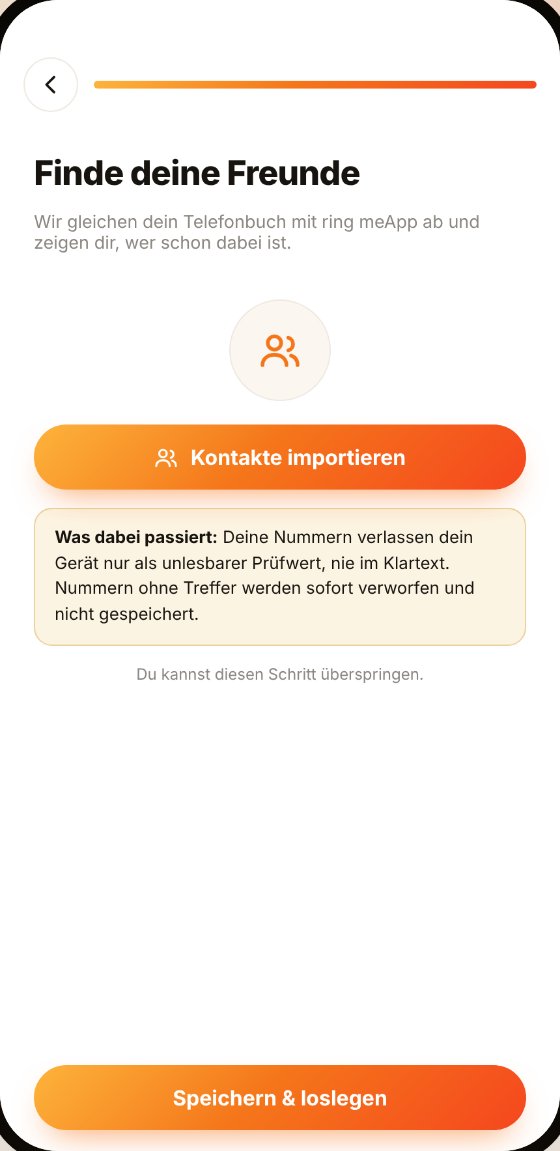 Finde deine Freunde
Wir gleichen dein Telefonbuch mit ring meApp ab und
zeigen dir, wer schon dabei ist.
Kontakte importieren
Was dabei passiert: Deine Nummern verlassen dein
Gerät nur als unlesbarer Prüfwert, nie im Klartext.
Nummern ohne Treffer werden sofort verworfen und
nicht gespeichert.
Du kannst diesen Schritt überspringen.
Speichern & loslegen